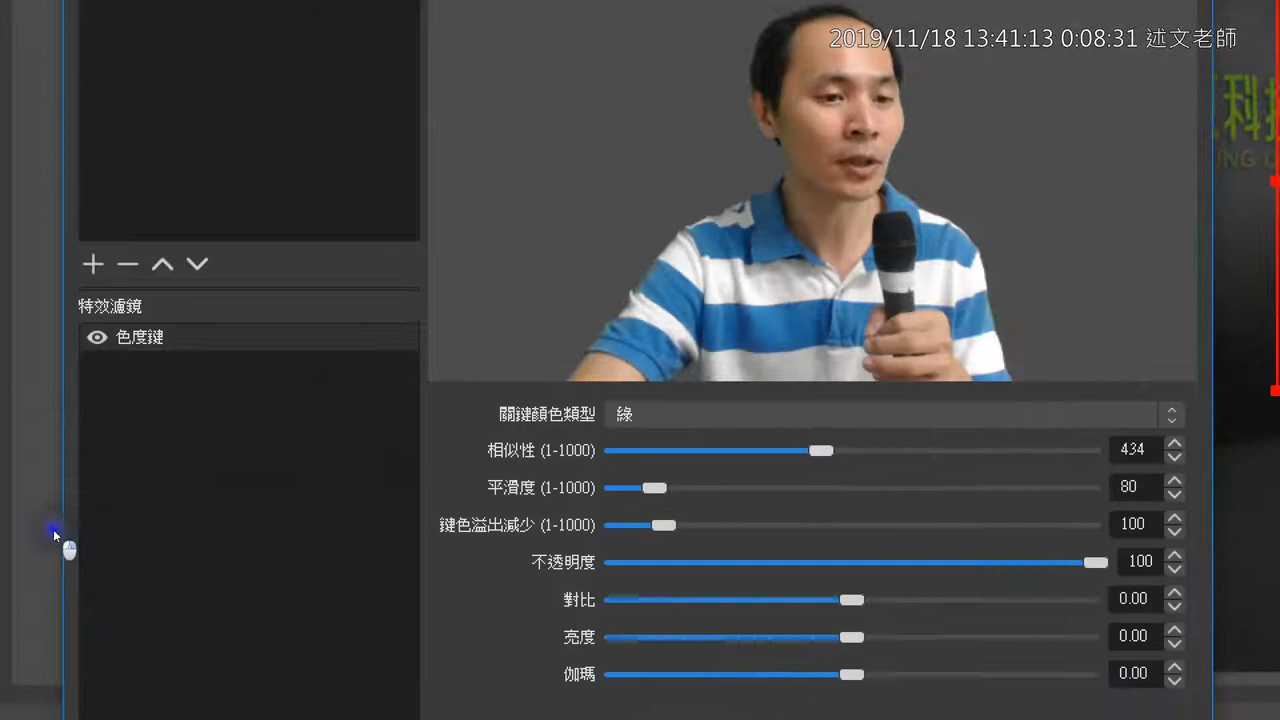 2019/11/18 13:41:13 0:08:31 述文老師
科技
特效濾鏡
色度鍵
關鍵顏色類型 綠
相似性 (1-1000) 434
平滑度 (1-1000) 80
鍵色溢出減少 (1-1000) 100
不透明度 100
對比 0.00
亮度 0.00
伽瑪 0.00